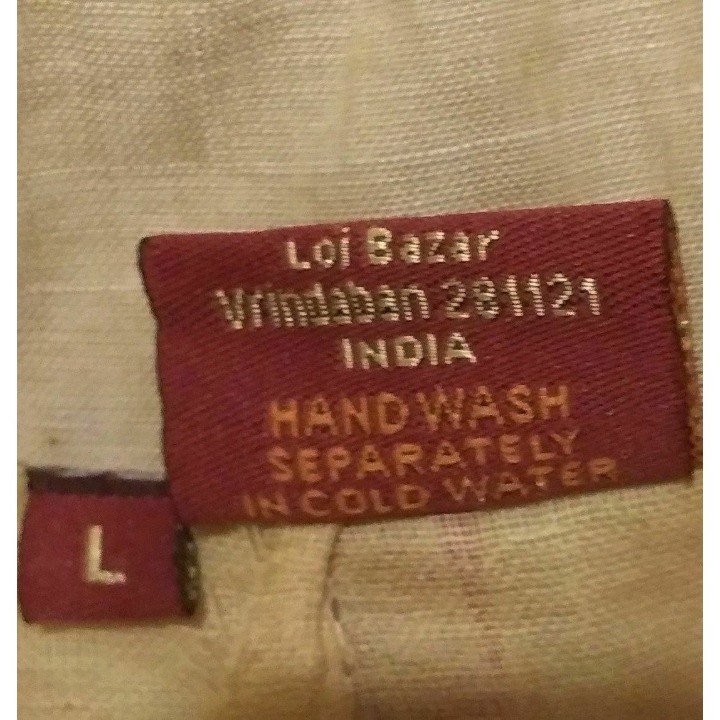 Loi Bazar
Vrindaban 281121
INDIA
HAND WASH
SEPARATELY
IN COLD WATER
L